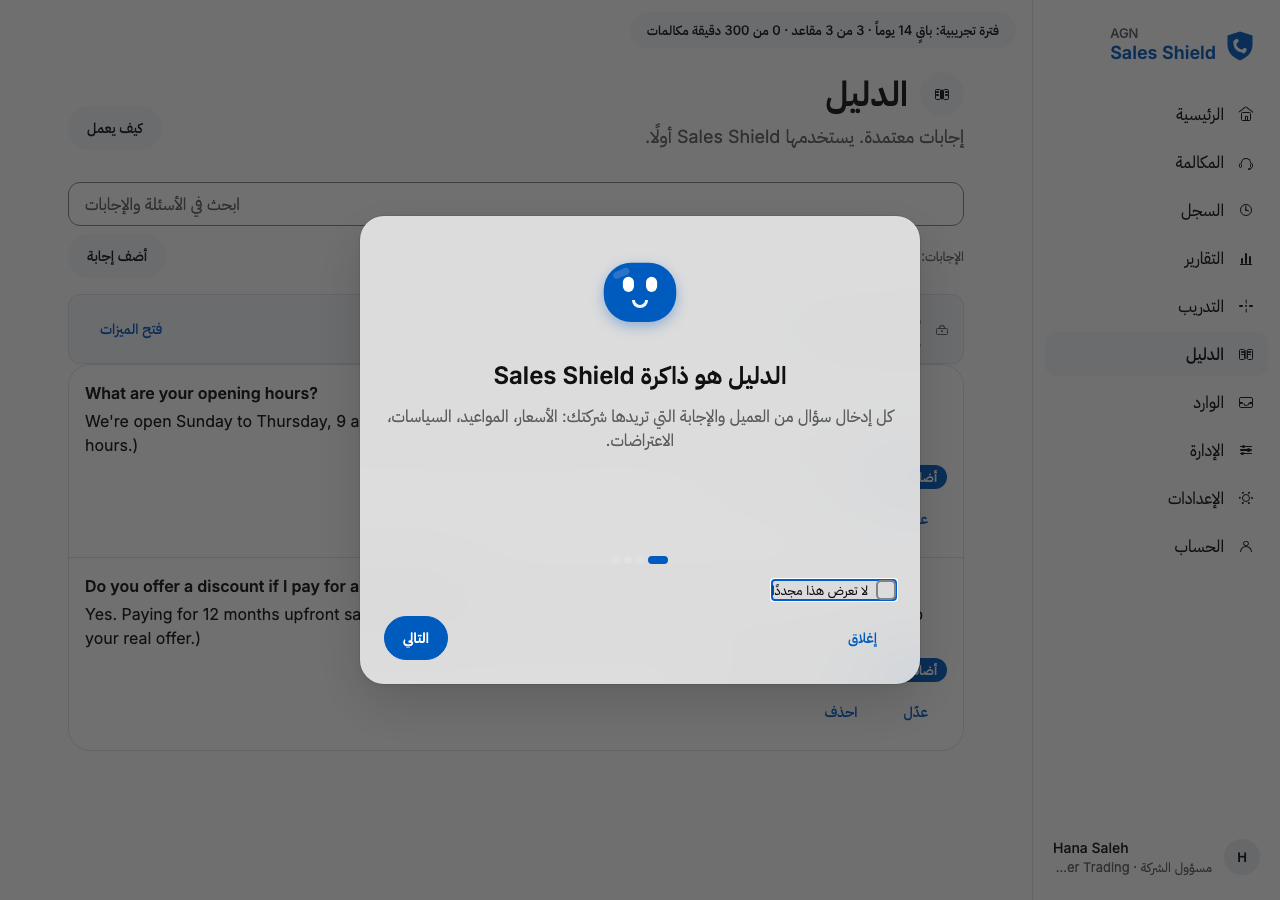 AGN
Sales Shield
الرئيسية
المكالمة
السجل
التقارير
التدريب
الدليل
الوارد
الإدارة
الإعدادات
الحساب
H
Hana Saleh
مسؤول الشركة · er Trading...
فترة تجريبية: باقٍ 14 يوماً · 3 من 3 مقاعد · 0 من 300 دقيقة مكالمات
الدليل
إجابات معتمدة. يستخدمها Sales Shield أولًا.
كيف يعمل
ابحث في الأسئلة والإجابات
الإجابات:
أضف إجابة
فتح الميزات
What are your opening hours?
We're open Sunday to Thursday, 9 a
hours.)
Do you offer a discount if I pay for a
Yes. Paying for 12 months upfront sa
your real offer.)
عدّل
احذف
الدليل هو ذاكرة Sales Shield
كل إدخال سؤال من العميل والإجابة التي تريدها شركتك: الأسعار، المواعيد، السياسات،
الاعتراضات.
لا تعرض هذا مجددًا
إغلاق
التالي